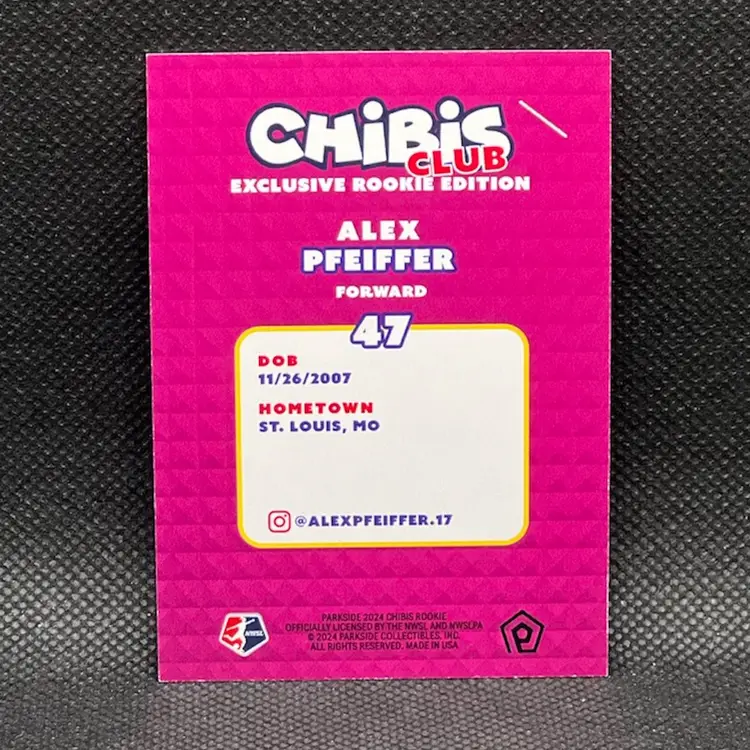 CHiBiS
CLUB
EXCLUSIVE ROOKIE EDITION
ALEX
PFEIFFER
FORWARD
47
DOB
11/26/2007
HOMETOWN
ST. LOUIS, MO
@ALEXPFEIFFER.17
NWSL
PARKSIDE 2024 CHIBIS ROOKIE
OFFICIALLY LICENSED BY THE NWSL AND NWSLPA
© 2024 PARKSIDE COLLECTIBLES, INC.
ALL RIGHTS RESERVED. MADE IN USA